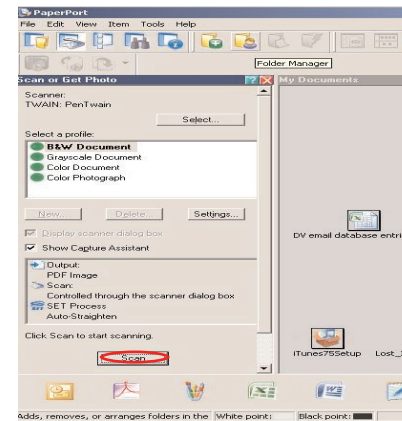 PaperPort
File Edit View Item Tools Help
Folder Manager
Scan or Get Photo
My Documents
Scanner:
TWAIN: PenTwain
Select...
Select a profile:
B&W Document
Grayscale Document
Color Document
Color Photograph
New... Delete... Settings...
Display scanner dialog box
Show Capture Assistant
Output:
PDF Image
Scan:
Controlled through the scanner dialog box
SET Process
Auto-Straighten
Click Scan to start scanning.
Scan
DV email database entri
iTunes75Setup Lost_
Adds, removes, or arranges folders in the White point: Black point: